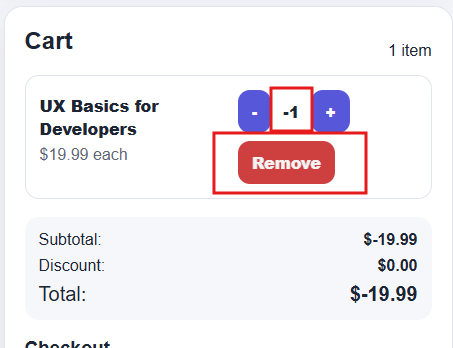 Cart
1 item
UX Basics for
Developers
$19.99 each
- -1 +
Remove
Subtotal: $-19.99
Discount: $0.00
Total: $-19.99
Checkout